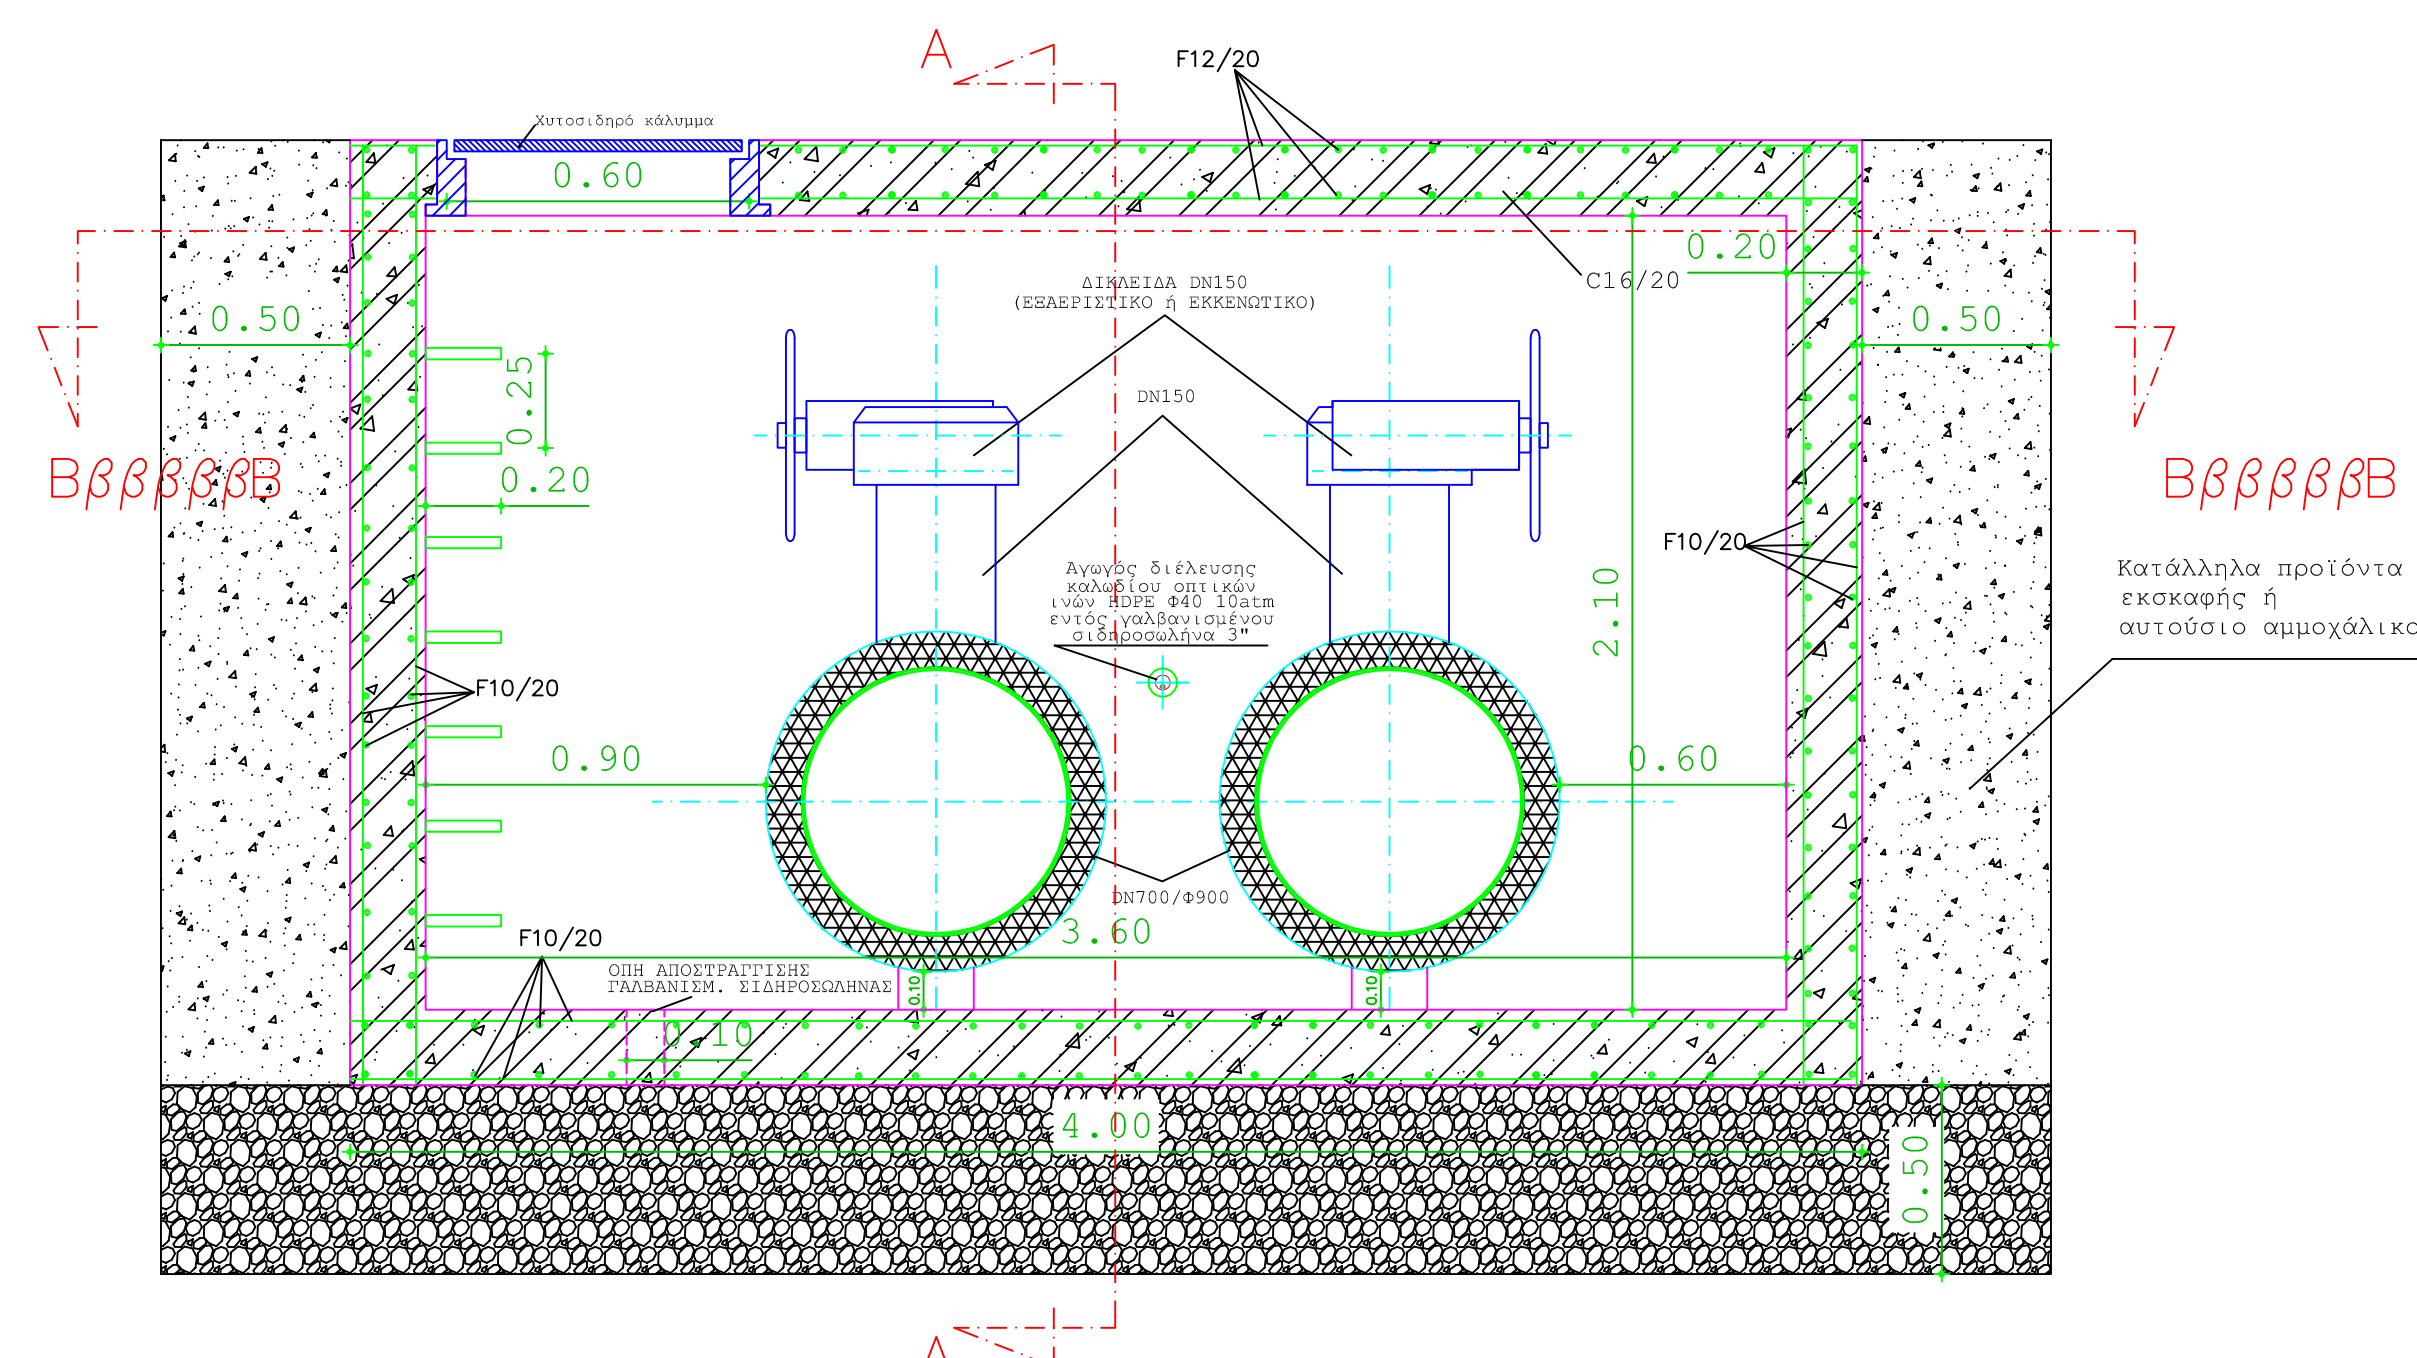 A
F12/20
Χυτοσιδηρό κάλυμμα
0.60
0.20
C16/20
ΔΙΚΛΕΙΔΑ DN150
(ΕΞΑΕΡΙΣΤΙΚΟ ή ΕΚΚΕΝΩΤΙΚΟ)
0.50
0.50
0.25
DN150
BβββββB
0.20
BβββββB
F10/20
Αγωγός διέλευσης
καλωδίου οπτικών
ινών HDPE Φ40 10atm
εντός γαλβανισμένου
σιδηροσωλήνα 3"
2.10
Κατάλληλα προϊόντα
εκσκαφής ή
αυτούσιο αμμοχάλικο
F10/20
0.90
0.60
DN700/Φ900
3.60
F10/20
ΟΠΗ ΑΠΟΣΤΡΑΓΓΙΣΗΣ
ΓΑΛΒΑΝΙΣΜ. ΣΙΔΗΡΟΣΩΛΗΝΑΣ
0.10
0.10
0.10
4.00
0.50
A